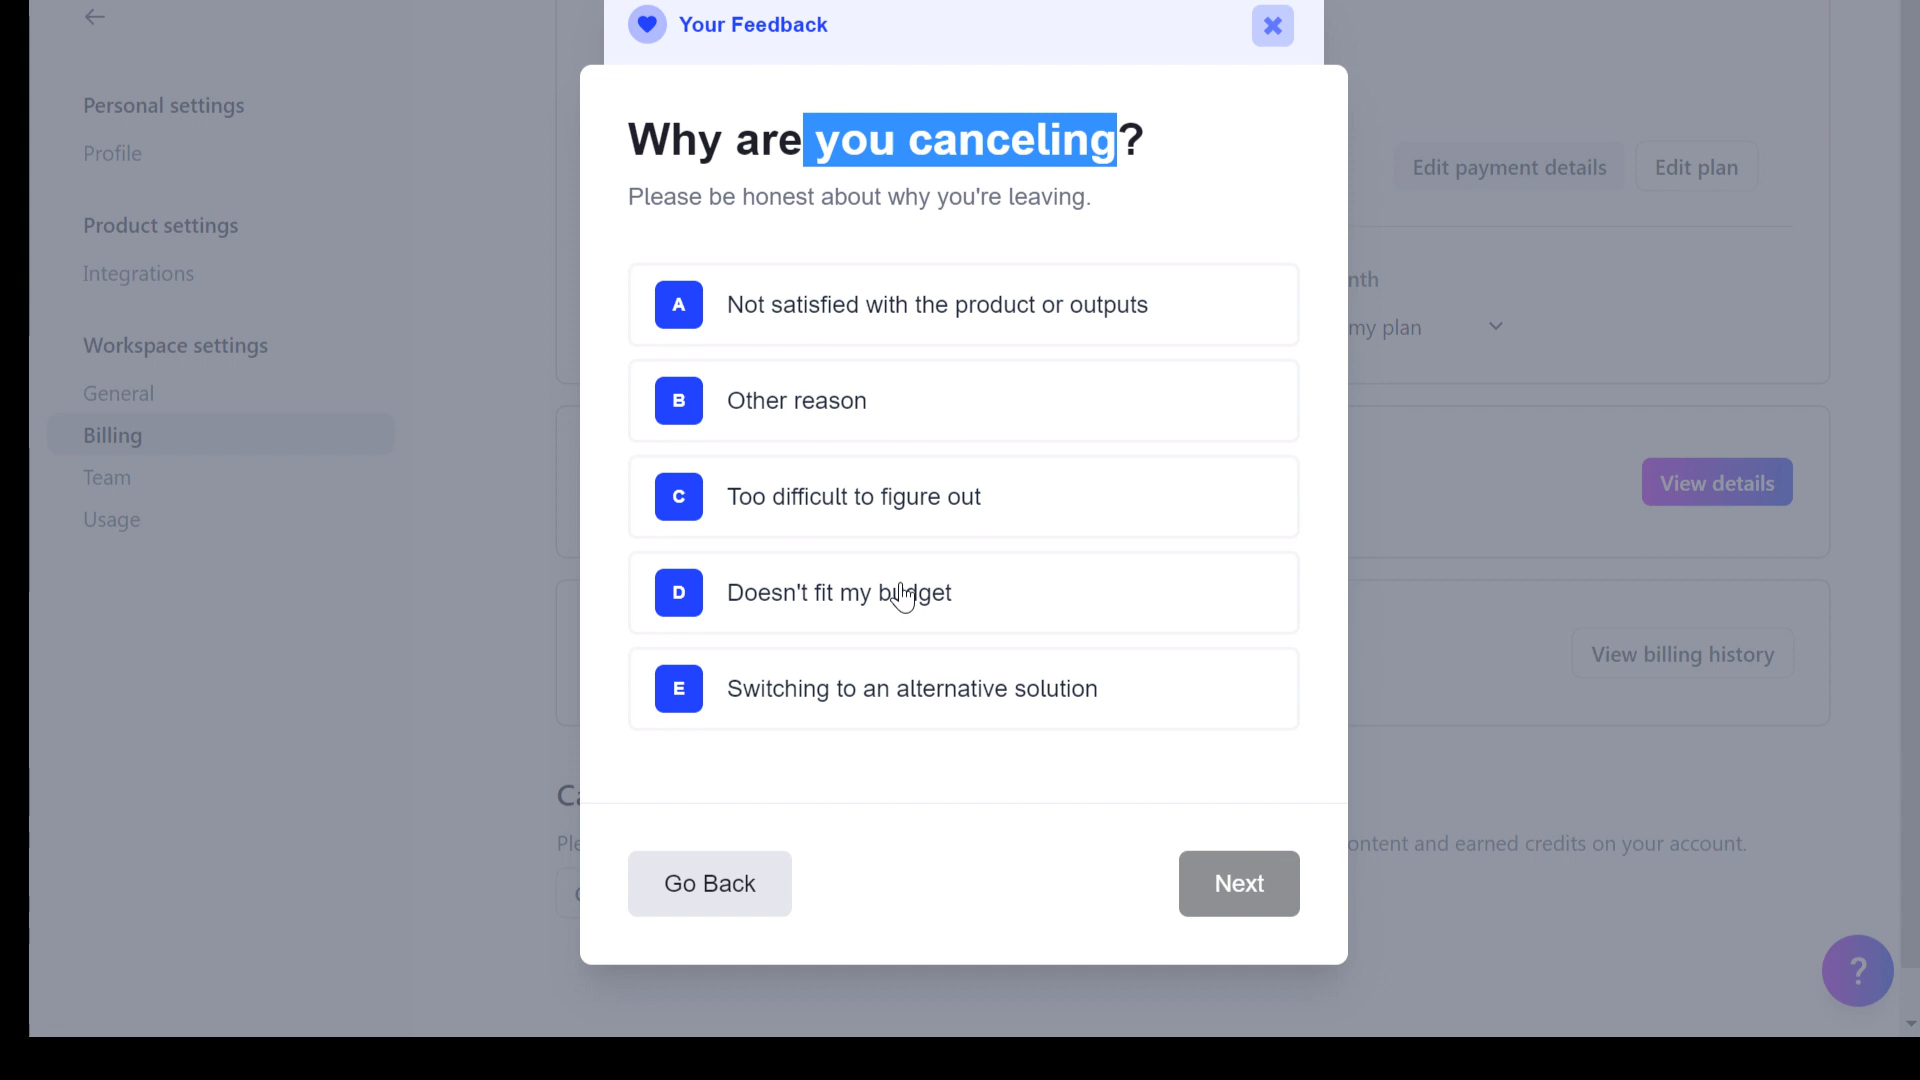 Your Feedback
Why are you canceling?
Please be honest about why you're leaving.
A Not satisfied with the product or outputs
B Other reason
C Too difficult to figure out
D Doesn't fit my budget
E Switching to an alternative solution
Go Back
Next
Personal settings
Profile
Product settings
Integrations
Workspace settings
General
Billing
Team
Usage
Edit payment details
Edit plan
nth
my plan
View details
View billing history
Ca
Ple
ontent and earned credits on your account.
?